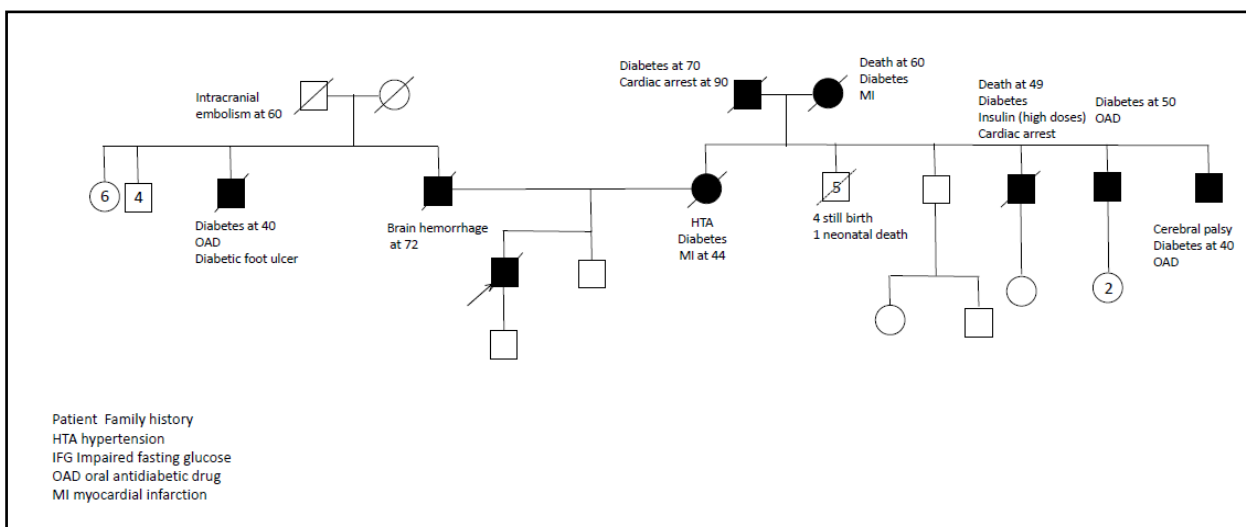 Diabetes at 70
Cardiac arrest at 90
Death at 60
Diabetes
MI
Intracranial
embolism at 60
Death at 49
Diabetes
Insulin (high doses)
Cardiac arrest
Diabetes at 50
OAD
6
4
5
Diabetes at 40
OAD
Diabetic foot ulcer
Brain hemorrhage
at 72
HTA
Diabetes
MI at 44
4 still birth
1 neonatal death
Cerebral palsy
Diabetes at 40
OAD
2
Patient Family history
HTA hypertension
IFG Impaired fasting glucose
OAD oral antidiabetic drug
MI myocardial infarction